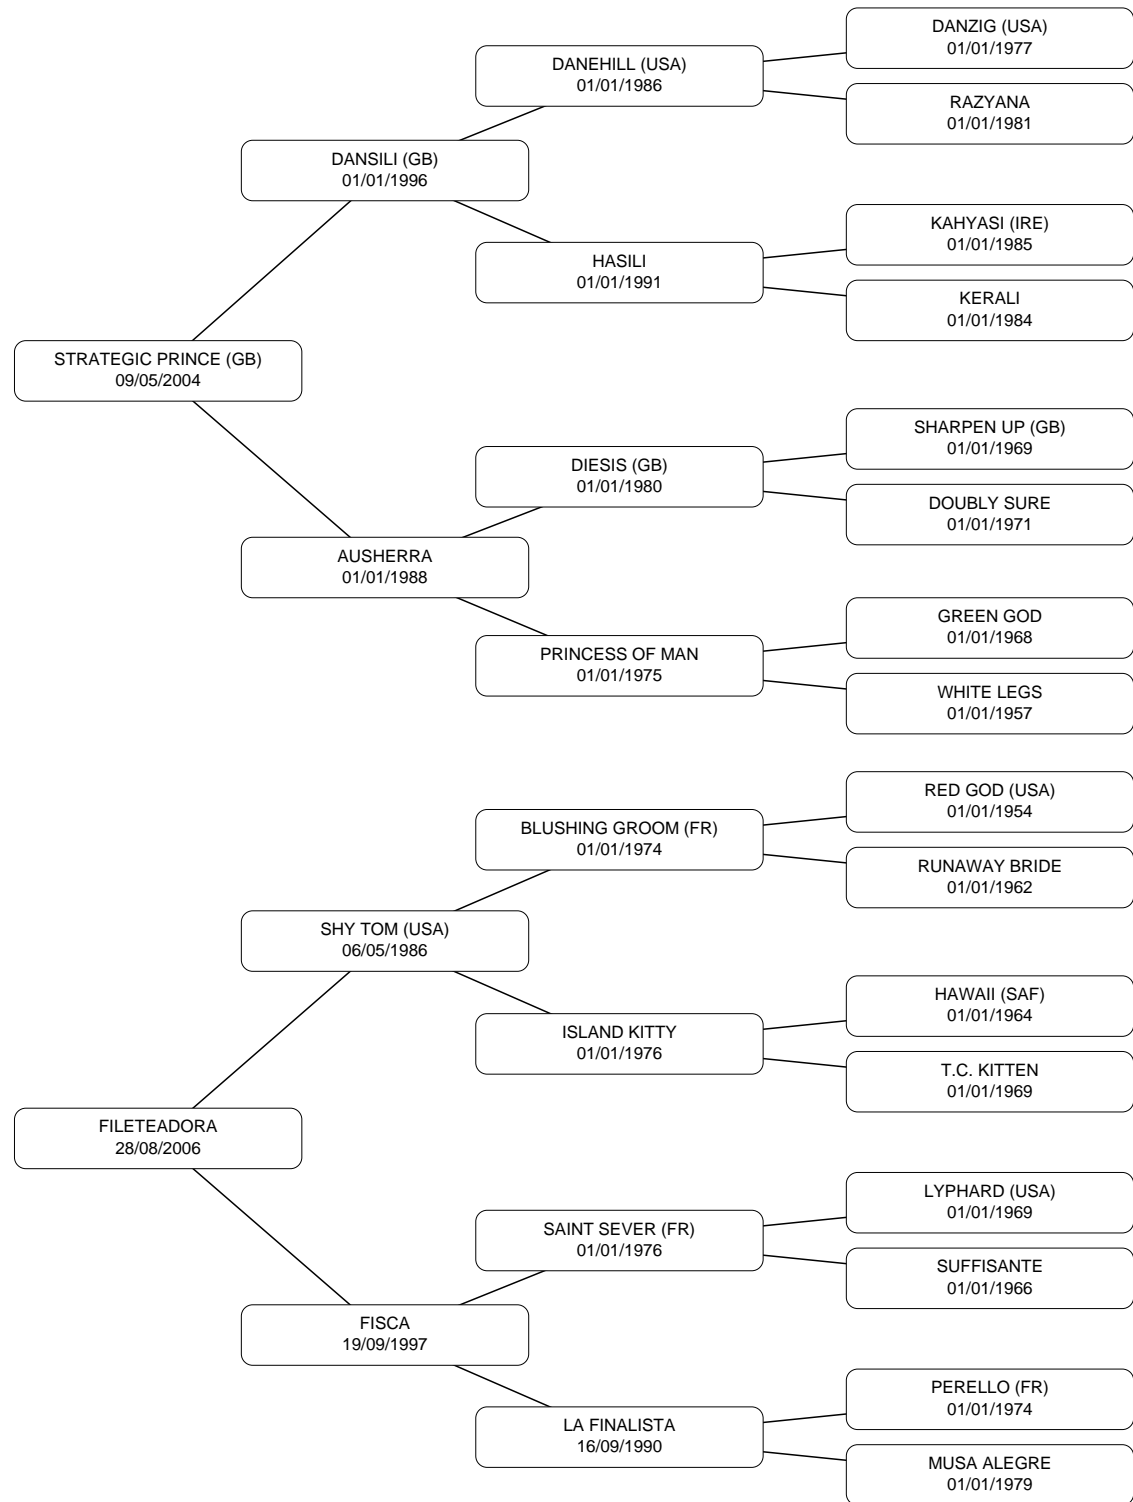 DANZIG (USA)
01/01/1977
DANEHILL (USA)
01/01/1986
RAZYANA
01/01/1981
DANSILI (GB)
01/01/1996
KAHYASI (IRE)
01/01/1985
HASILI
01/01/1991
KERALI
01/01/1984
STRATEGIC PRINCE (GB)
09/05/2004
SHARPEN UP (GB)
01/01/1969
DIESIS (GB)
01/01/1980
DOUBLY SURE
01/01/1971
AUSHERRA
01/01/1988
GREEN GOD
01/01/1968
PRINCESS OF MAN
01/01/1975
WHITE LEGS
01/01/1957
RED GOD (USA)
01/01/1954
BLUSHING GROOM (FR)
01/01/1974
RUNAWAY BRIDE
01/01/1962
SHY TOM (USA)
06/05/1986
HAWAII (SAF)
01/01/1964
ISLAND KITTY
01/01/1976
T.C. KITTEN
01/01/1969
FILETEADORA
28/08/2006
LYPHARD (USA)
01/01/1969
SAINT SEVER (FR)
01/01/1976
SUFFISANTE
01/01/1966
FISCA
19/09/1997
PERELLO (FR)
01/01/1974
LA FINALISTA
16/09/1990
MUSA ALEGRE
01/01/1979